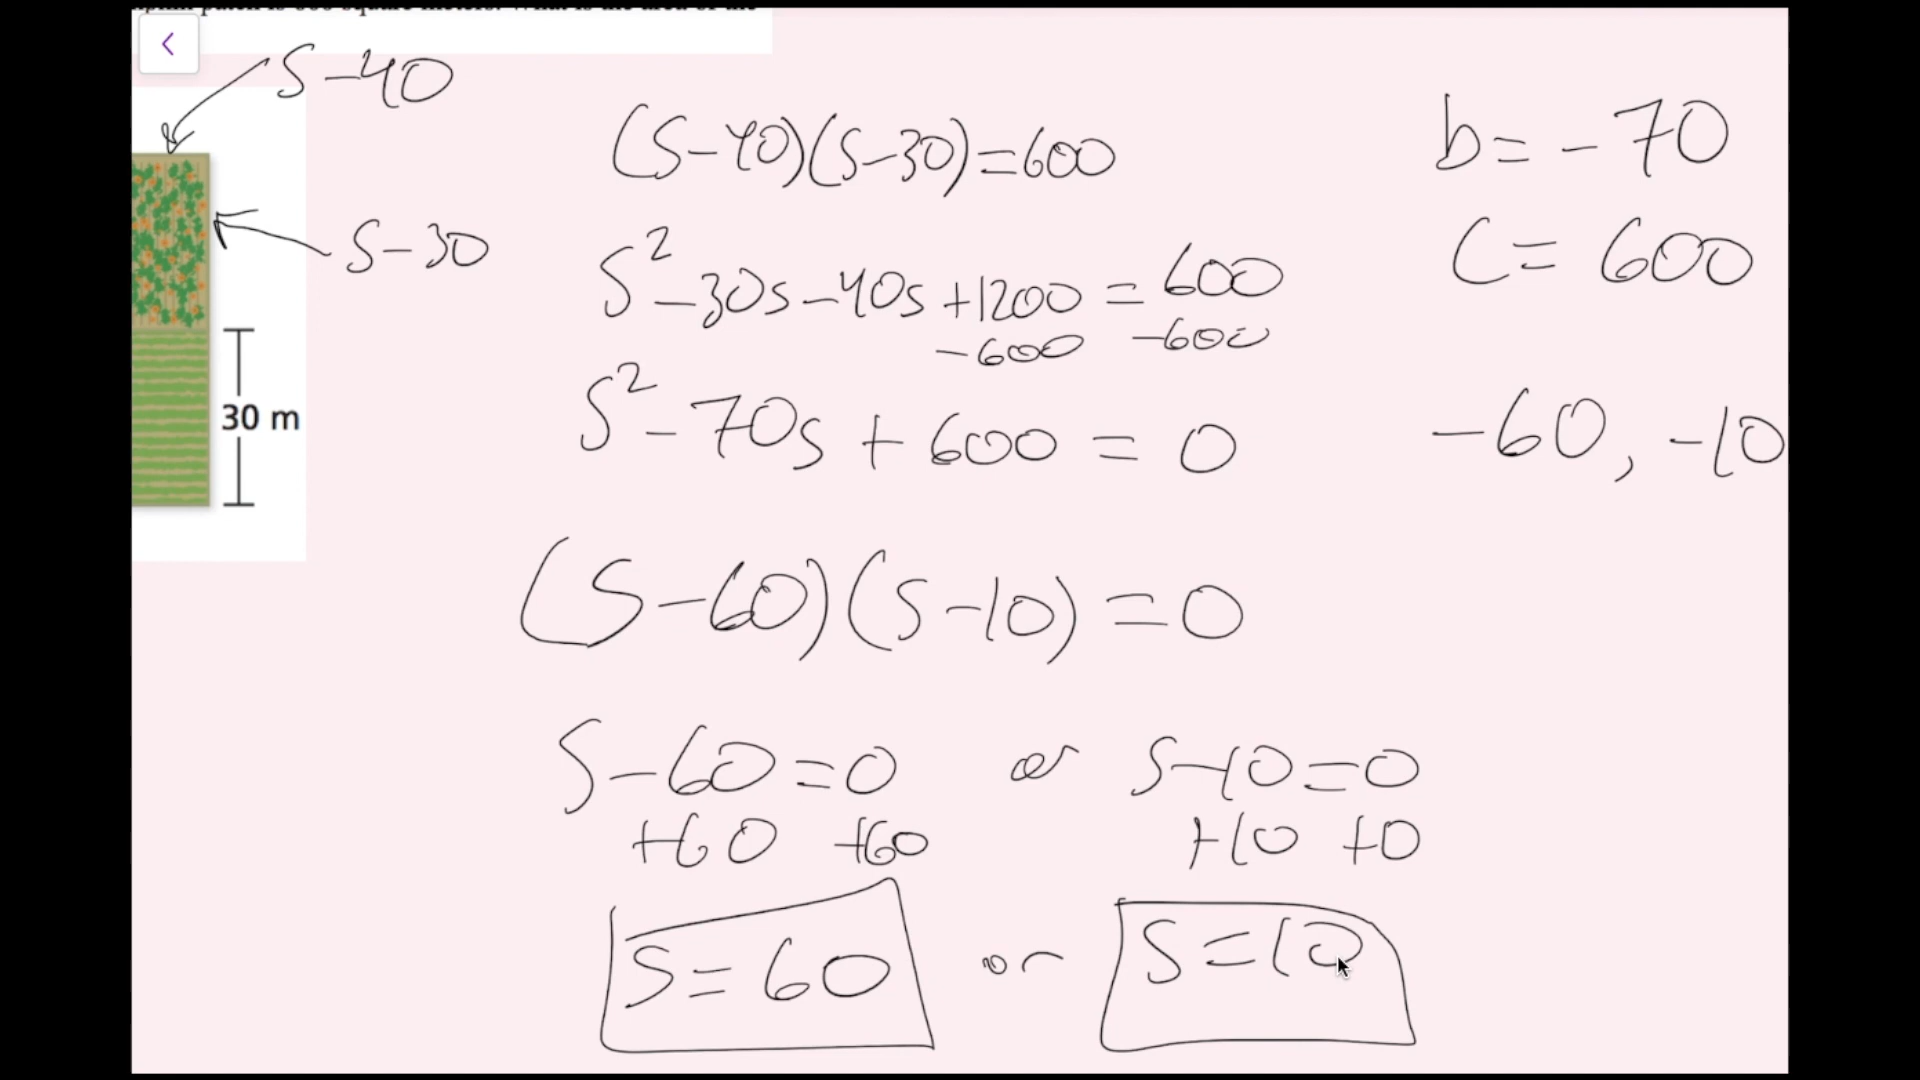 S-40
(S-40)(S-30)=600
b=-70
S-30
S²-30s-40s+1200=600
-600 -600
C=600
30 m
S²-70s+600=0
-60, -10
(S-60)(S-10)=0
S-60=0 or S-10=0
+60 +60 +10 +0
S=60 or S=10